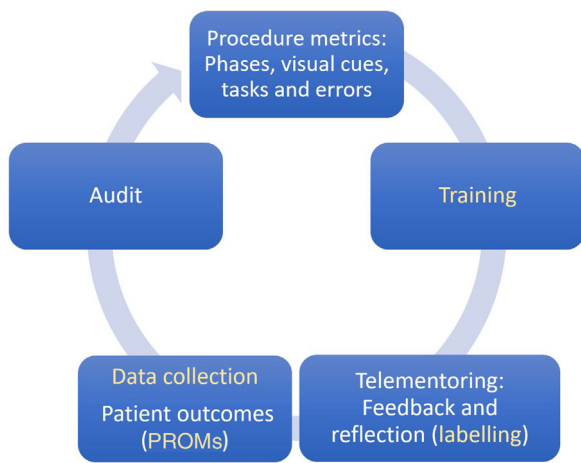 Procedure metrics:
Phases, visual cues,
tasks and errors
Training
Telementoring:
Feedback and
reflection (labelling)
Data collection
Patient outcomes
(PROMs)
Audit